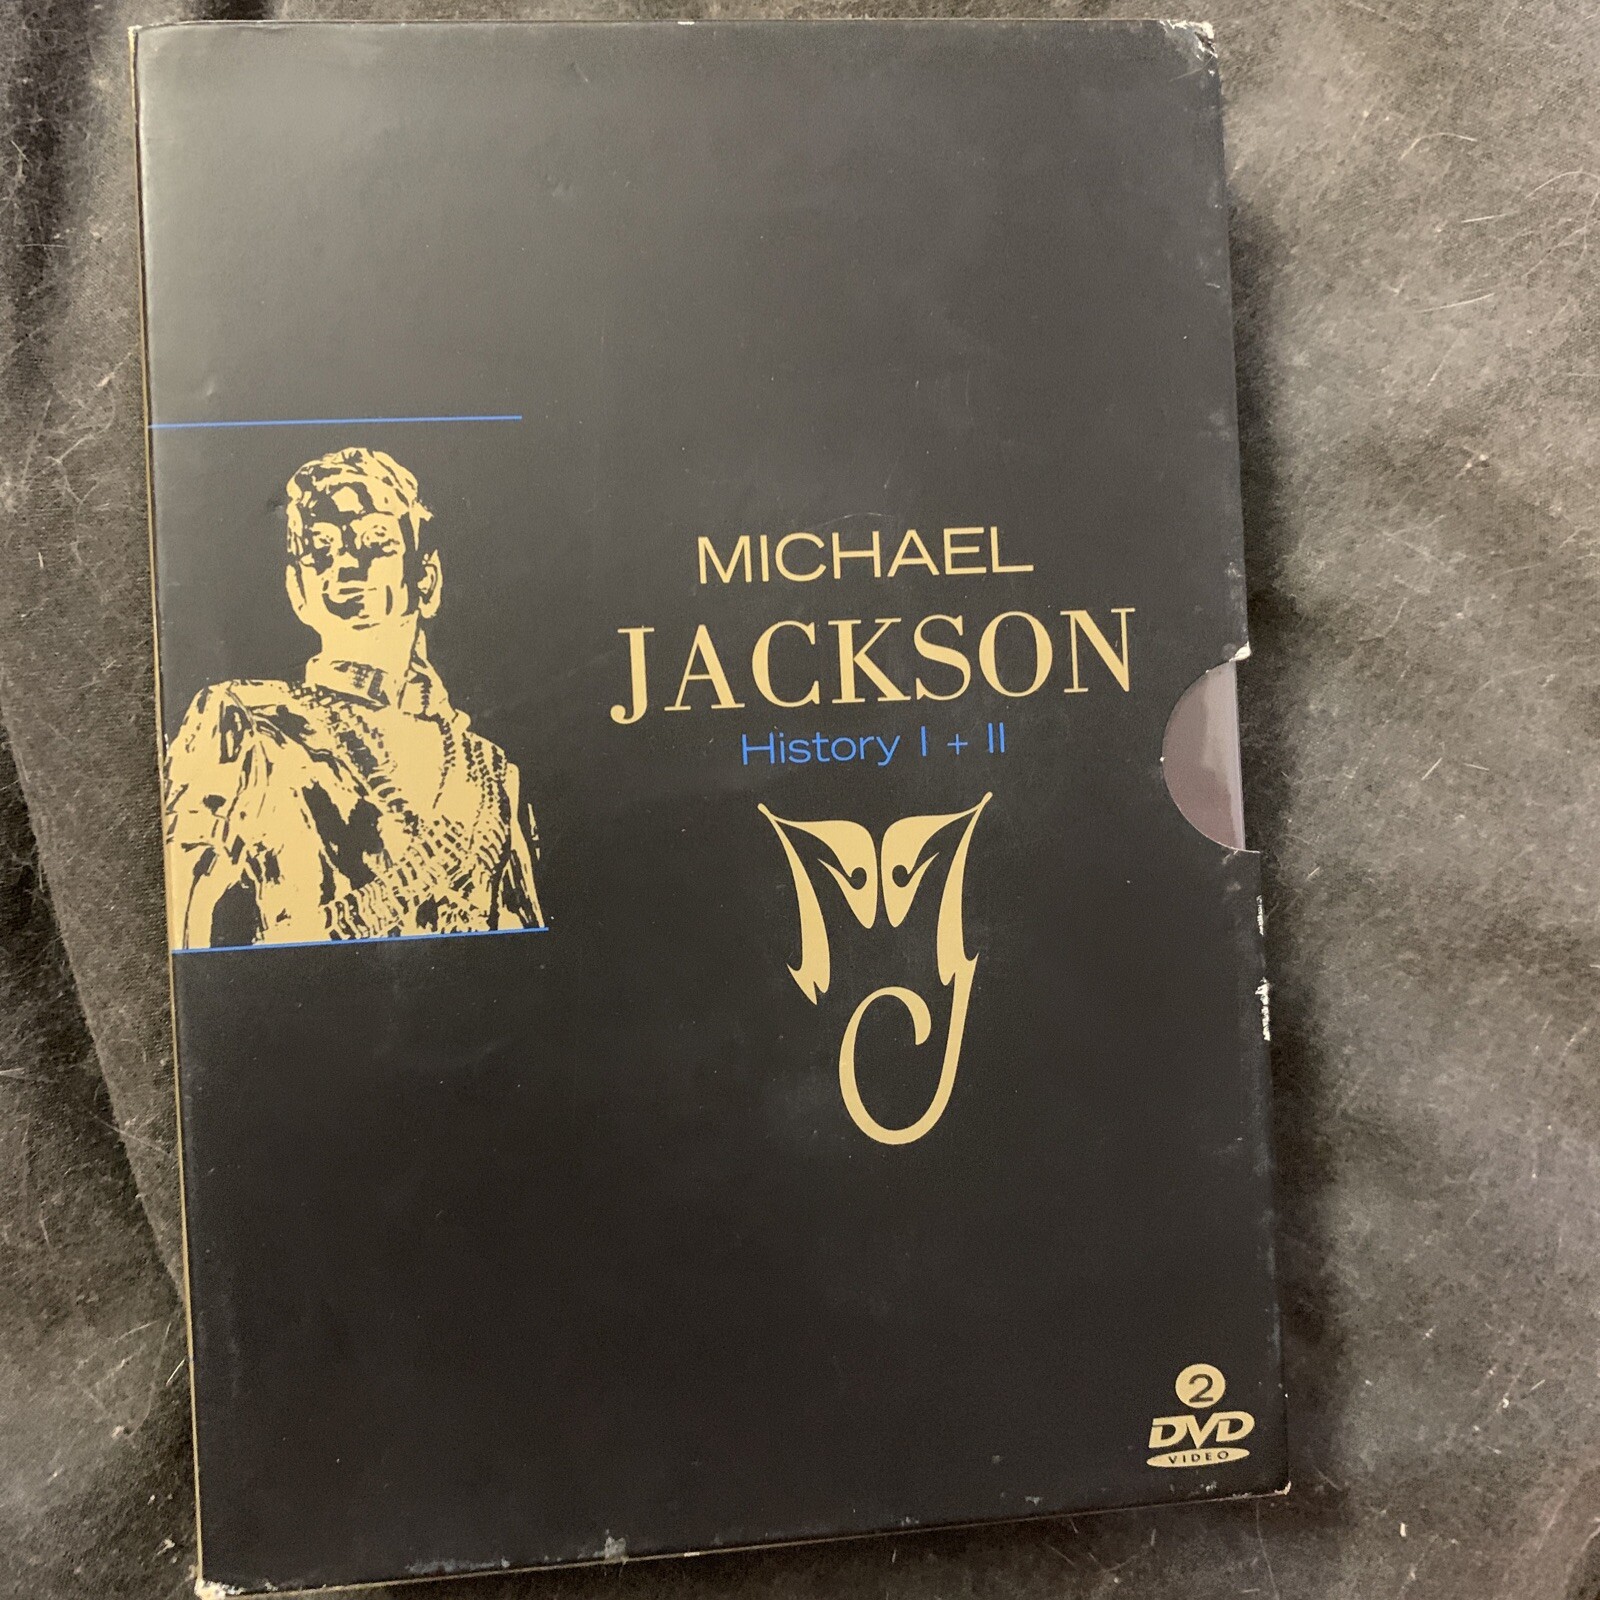 MICHAEL
JACKSON
History I + II
MJ
2
DVD
VIDEO